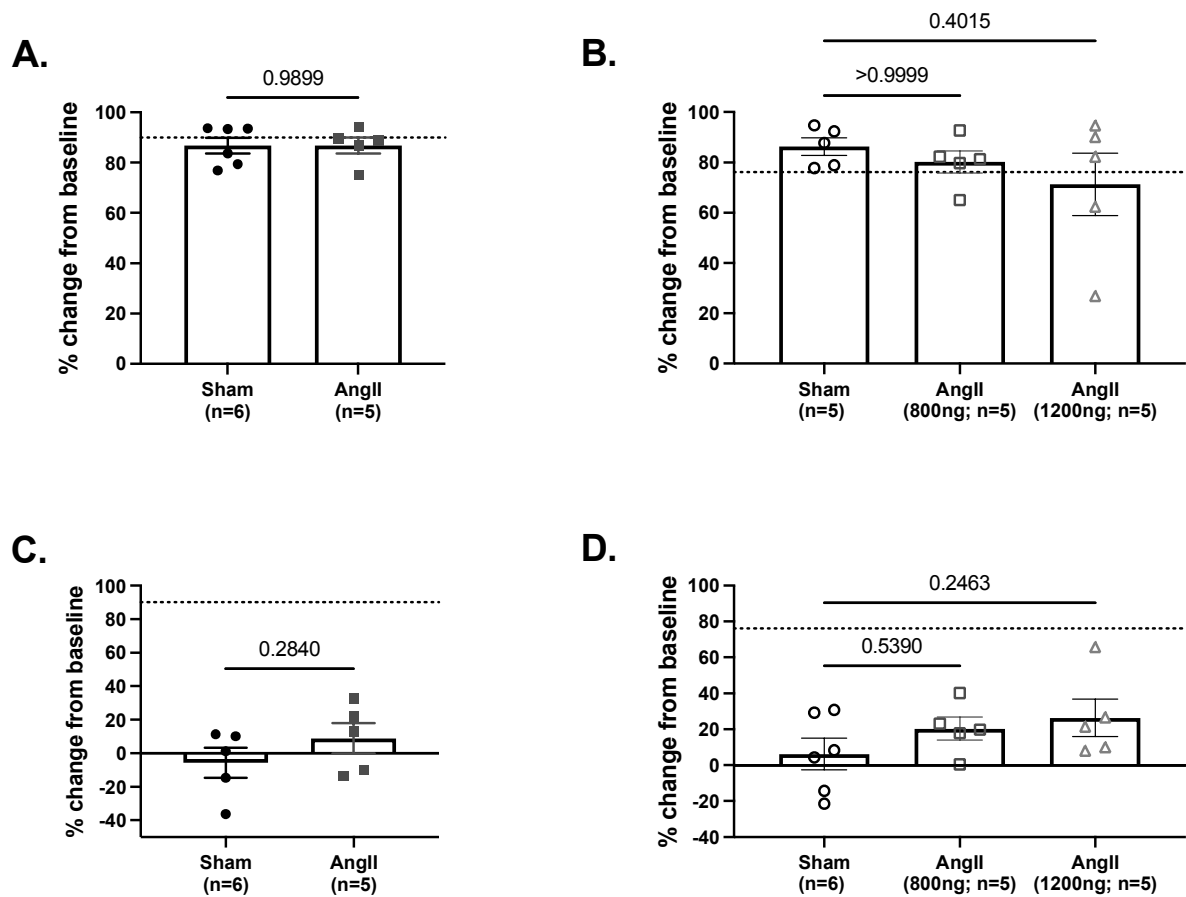 A.
0.9899
% change from baseline
100
80
60
40
20
0
Sham
(n=6)
AngII
(n=5)
B.
0.4015
>0.9999
% change from baseline
100
80
60
40
20
0
Sham
(n=5)
AngII
(800ng; n=5)
AngII
(1200ng; n=5)
C.
0.2840
% change from baseline
100
80
60
40
20
0
-20
-40
Sham
(n=6)
AngII
(n=5)
D.
0.2463
0.5390
% change from baseline
100
80
60
40
20
0
-20
-40
Sham
(n=6)
AngII
(800ng; n=5)
AngII
(1200ng; n=5)